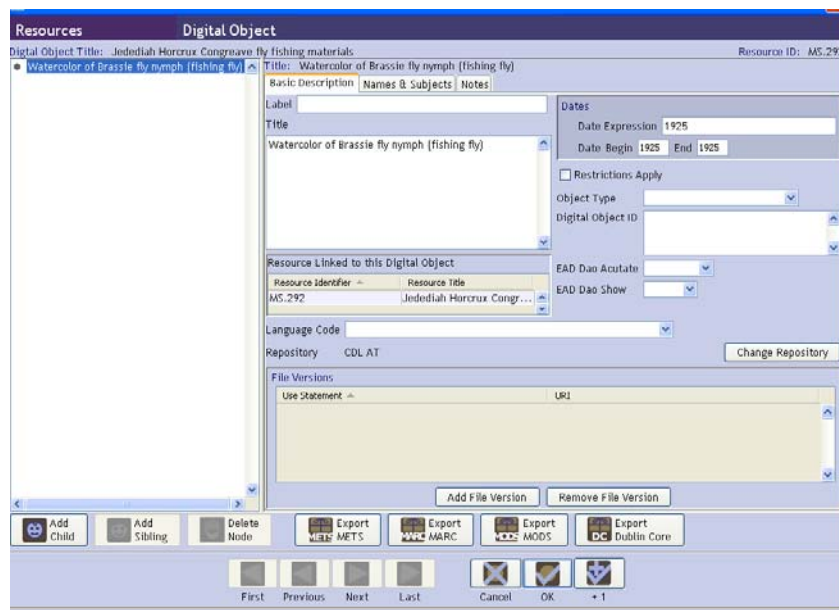 Resources Digital Object
Digtal Object Title: Jedediah Horcrux Congreave fly fishing materials Resource ID: MS.292
Watercolor of Brassie fly nymph (fishing fly)
Title: Watercolor of Brassie fly nymph (fishing fly)
Basic Description Names & Subjects Notes
Label
Title
Watercolor of Brassie fly nymph (fishing fly)
Dates
Date Expression 1925
Date Begin 1925 End 1925
Restrictions Apply
Object Type
Digital Object ID
EAD Dao Acutate
EAD Dao Show
Resource Linked to this Digital Object
Resource Identifier Resource Title
MS.292 Jedediah Horcrux Congr...
Language Code
Repository CDL AT Change Repository
File Versions
Use Statement URI
Add File Version Remove File Version
Add Child
Add Sibling
Delete Node
METS Export METS
MARC Export MARC
MODS Export MODS
DC Export Dublin Core
First Previous Next Last Cancel OK + 1